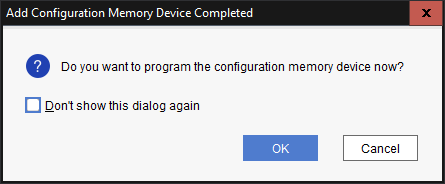 Add Configuration Memory Device Completed
x
? Do you want to program the configuration memory device now?
Don't show this dialog again
OK Cancel